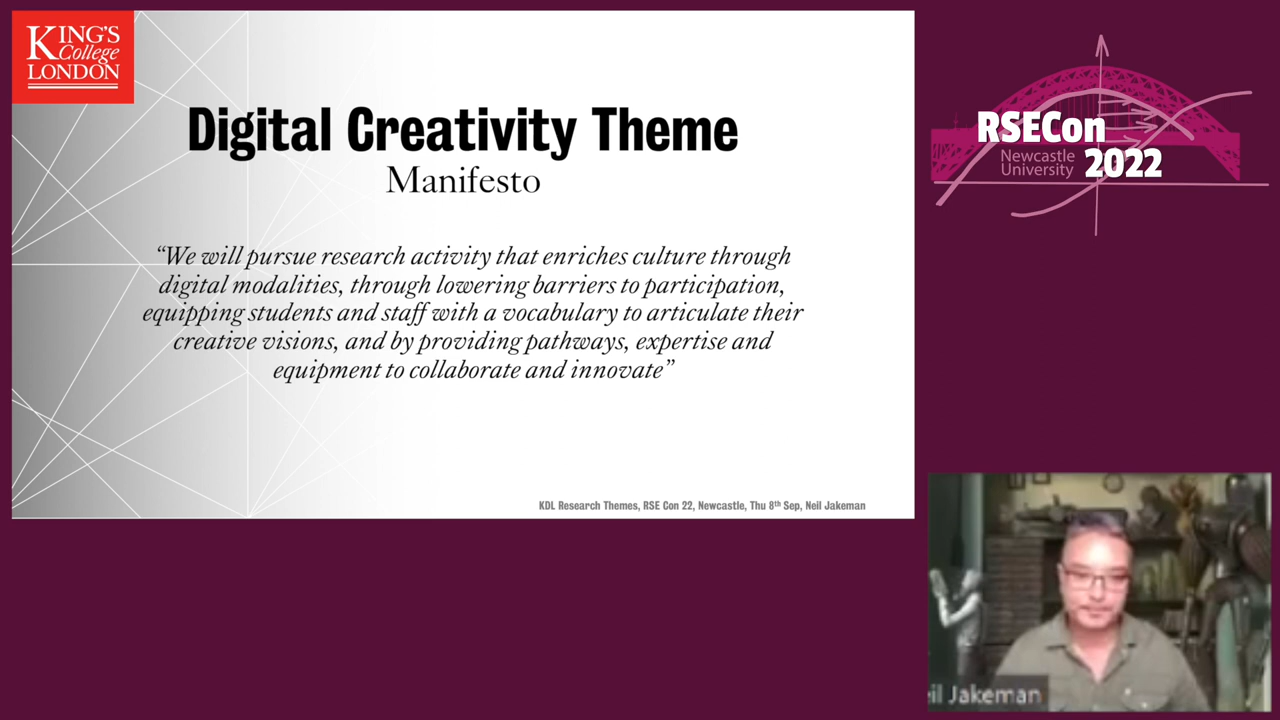 KING'S
College
LONDON
Digital Creativity Theme
Manifesto
“We will pursue research activity that enriches culture through
digital modalities, through lowering barriers to participation,
equipping students and staff with a vocabulary to articulate their
creative visions, and by providing pathways, expertise and
equipment to collaborate and innovate”
KDL Research Themes, RSE Con 22, Newcastle, Thu 8th Sep, Neil Jakeman
RSECon
Newcastle
University
2022
eil Jakeman